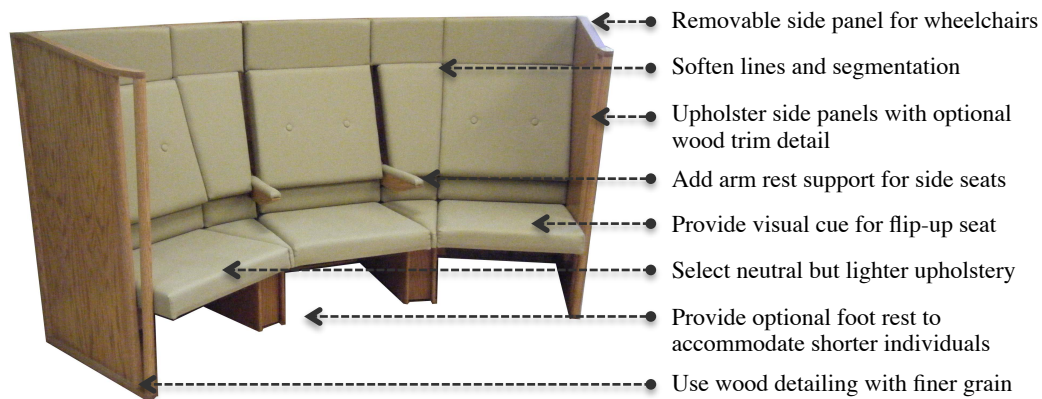 Removable side panel for wheelchairs
Soften lines and segmentation
Upholster side panels with optional
wood trim detail
Add arm rest support for side seats
Provide visual cue for flip-up seat
Select neutral but lighter upholstery
Provide optional foot rest to
accommodate shorter individuals
Use wood detailing with finer grain